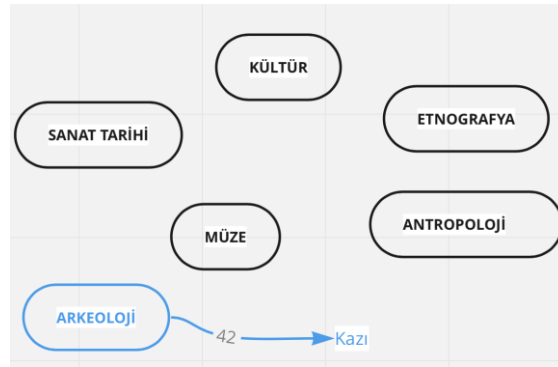 KÜLTÜR
ETNOGRAFYA
SANAT TARİHİ
ANTROPOLOJİ
MÜZE
ARKEOLOJİ
42
Kazı